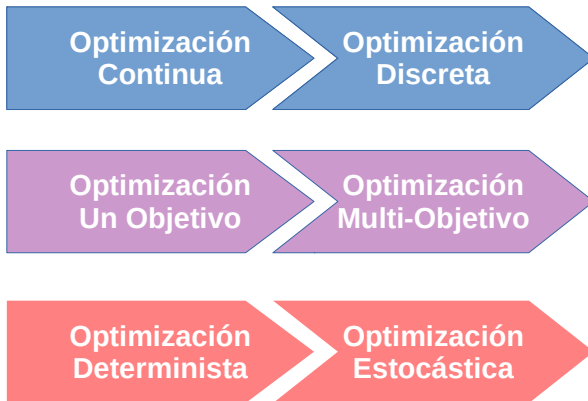 Optimización
Continua
Optimización
Discreta
Optimización
Un Objetivo
Optimización
Multi-Objetivo
Optimización
Determinista
Optimización
Estocástica